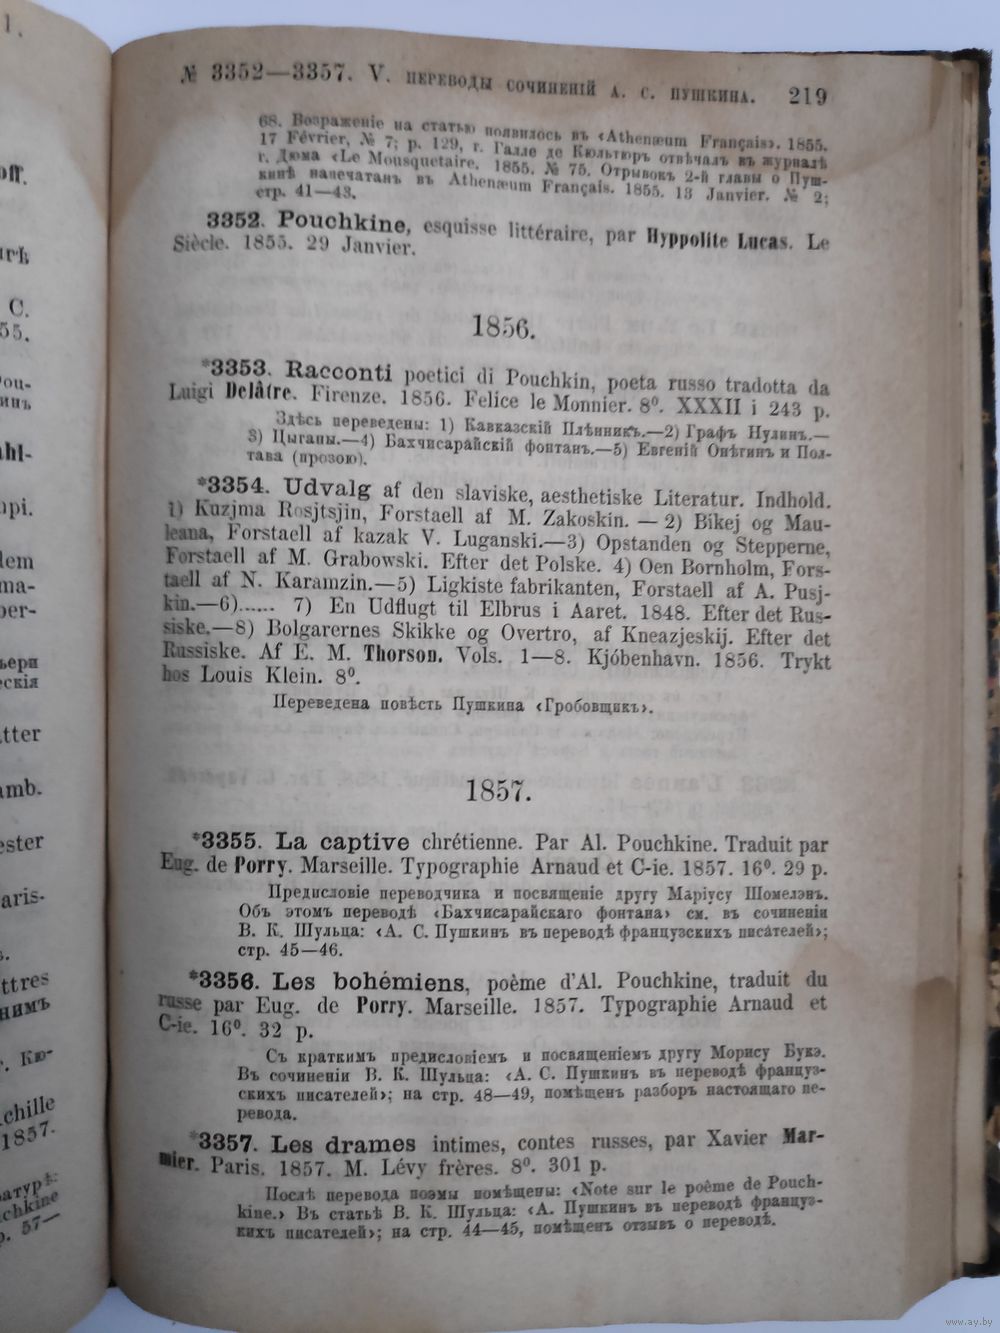 1.
№ 3352—3357. V. ПЕРЕВОДЫ СОЧИНЕНІЙ А. С. ПУШКИНА. 219
68. Возраженіе на статью появилось въ «Athenæum Français». 1855.
17 Février, № 7; p. 129, г. Галле де Кюльтюръ отвѣчалъ въ журналѣ
г. Дюма «Le Mousquetaire. 1855. № 75. Отрывокъ 2-й главы о Пуш-
кинѣ напечатанъ въ Athenæum Français. 1855. 13 Janvier. № 2;
стр. 41—43.
3352. Pouchkine, esquisse littéraire, par Hyppolite Lucas. Le
Siècle. 1855. 29 Janvier.
1856.
*3353. Racconti poetici di Pouchkin, poeta russo tradotta da
Luigi Delâtre. Firenze. 1856. Felice le Monnier. 8⁰. XXXII i 243 p.
Здѣсь переведены: 1) Кавказскій Плѣнникъ.—2) Графъ Нулинъ.—
3) Цыганы.—4) Бахчисарайскій фонтанъ.—5) Евгеній Онѣгинъ и Пол-
тава (прозою).
*3354. Udvalg af den slaviske, aesthetiske Literatur. Indhold.
1) Kuzjma Rosjtsjin, Forstaell af M. Zakoskin. — 2) Bikej og Mau-
leana, Forstaell af kazak V. Luganski.—3) Opstanden og Stepperne,
Forstaell af M. Grabowski. Efter det Polske. 4) Oen Bornholm, Fors-
taell af N. Karamzin.—5) Ligkiste fabrikanten, Forstaell af A. Pusj-
kin.—6)...... 7) En Udflugt til Elbrus i Aaret. 1848. Efter det Rus-
siske.—8) Bolgarernes Skikke og Overtro, af Kneazjeskij. Efter det
Russiske. Af E. M. Thorson. Vols. 1—8. Kjóbenhavn. 1856. Trykt
hos Louis Klein. 8⁰.
Переведена повѣсть Пушкина «Гробовщикъ».
1857.
*3355. La captive chrétienne. Par Al. Pouchkine. Traduit par
Eug. de Porry. Marseille. Typographie Arnaud et C-ie. 1857. 16⁰. 29 p.
Предисловіе переводчика и посвященіе другу Маріусу Шомелэнъ.
Объ этомъ переводѣ «Бахчисарайскаго фонтана» см. въ сочиненіи
В. К. Шульца: «А. С. Пушкинъ въ переводѣ французскихъ писателей»;
стр. 45—46.
*3356. Les bohémiens, poème d'Al. Pouchkine, traduit du
russe par Eug. de Porry. Marseille. 1857. Typographie Arnaud et
C-ie. 16⁰. 32 p.
Съ краткимъ предисловіемъ и посвященіемъ другу Морису Букэ.
Въ сочиненіи В. К. Шульца: «А. С. Пушкинъ въ переводѣ француз-
скихъ писателей»; на стр. 48—49, помѣщенъ разборъ настоящаго пе-
ревода.
*3357. Les drames intimes, contes russes, par Xavier Mar-
mier. Paris. 1857. M. Lévy frères. 8⁰. 301 p.
Послѣ перевода поэмы помѣщены: «Note sur le poême de Pouch-
kine.» Въ статьѣ В. К. Шульца: «А. Пушкинъ въ переводѣ француз-
кихъ писателей»; на стр. 44—45, помѣщенъ отзывъ о переводѣ.
www.ay.by